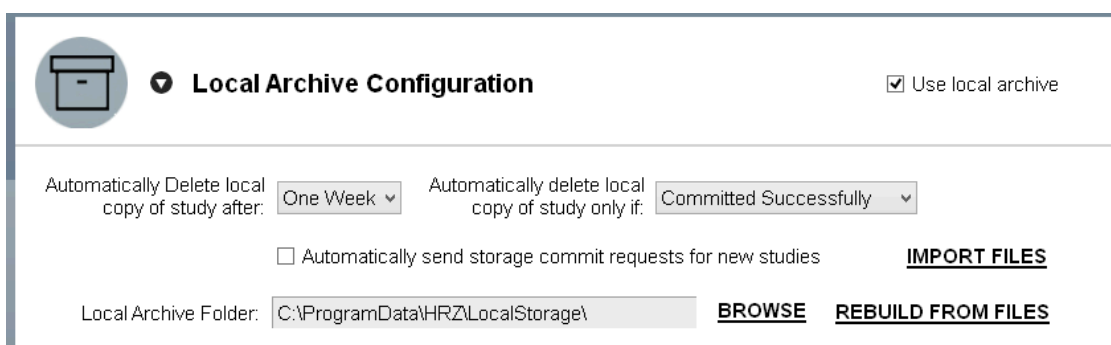 Local Archive Configuration
Use local archive
Automatically Delete local
copy of study after:
One Week
Automatically delete local
copy of study only if:
Committed Successfully
Automatically send storage commit requests for new studies
IMPORT FILES
Local Archive Folder:
C:\ProgramData\HRZ\LocalStorage\
BROWSE
REBUILD FROM FILES